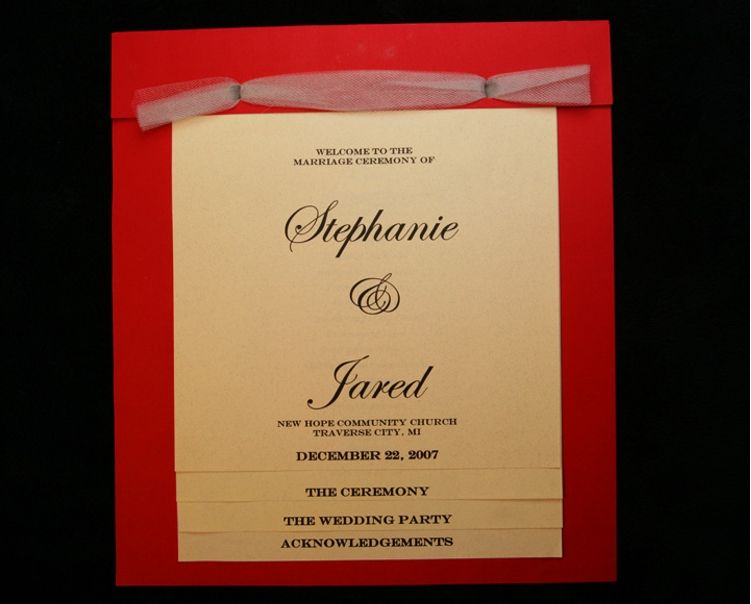 WELCOME TO THE
MARRIAGE CEREMONY OF
Stephanie
&
Jared
NEW HOPE COMMUNITY CHURCH
TRAVERSE CITY, MI
DECEMBER 22, 2007
THE CEREMONY
THE WEDDING PARTY
ACKNOWLEDGEMENTS